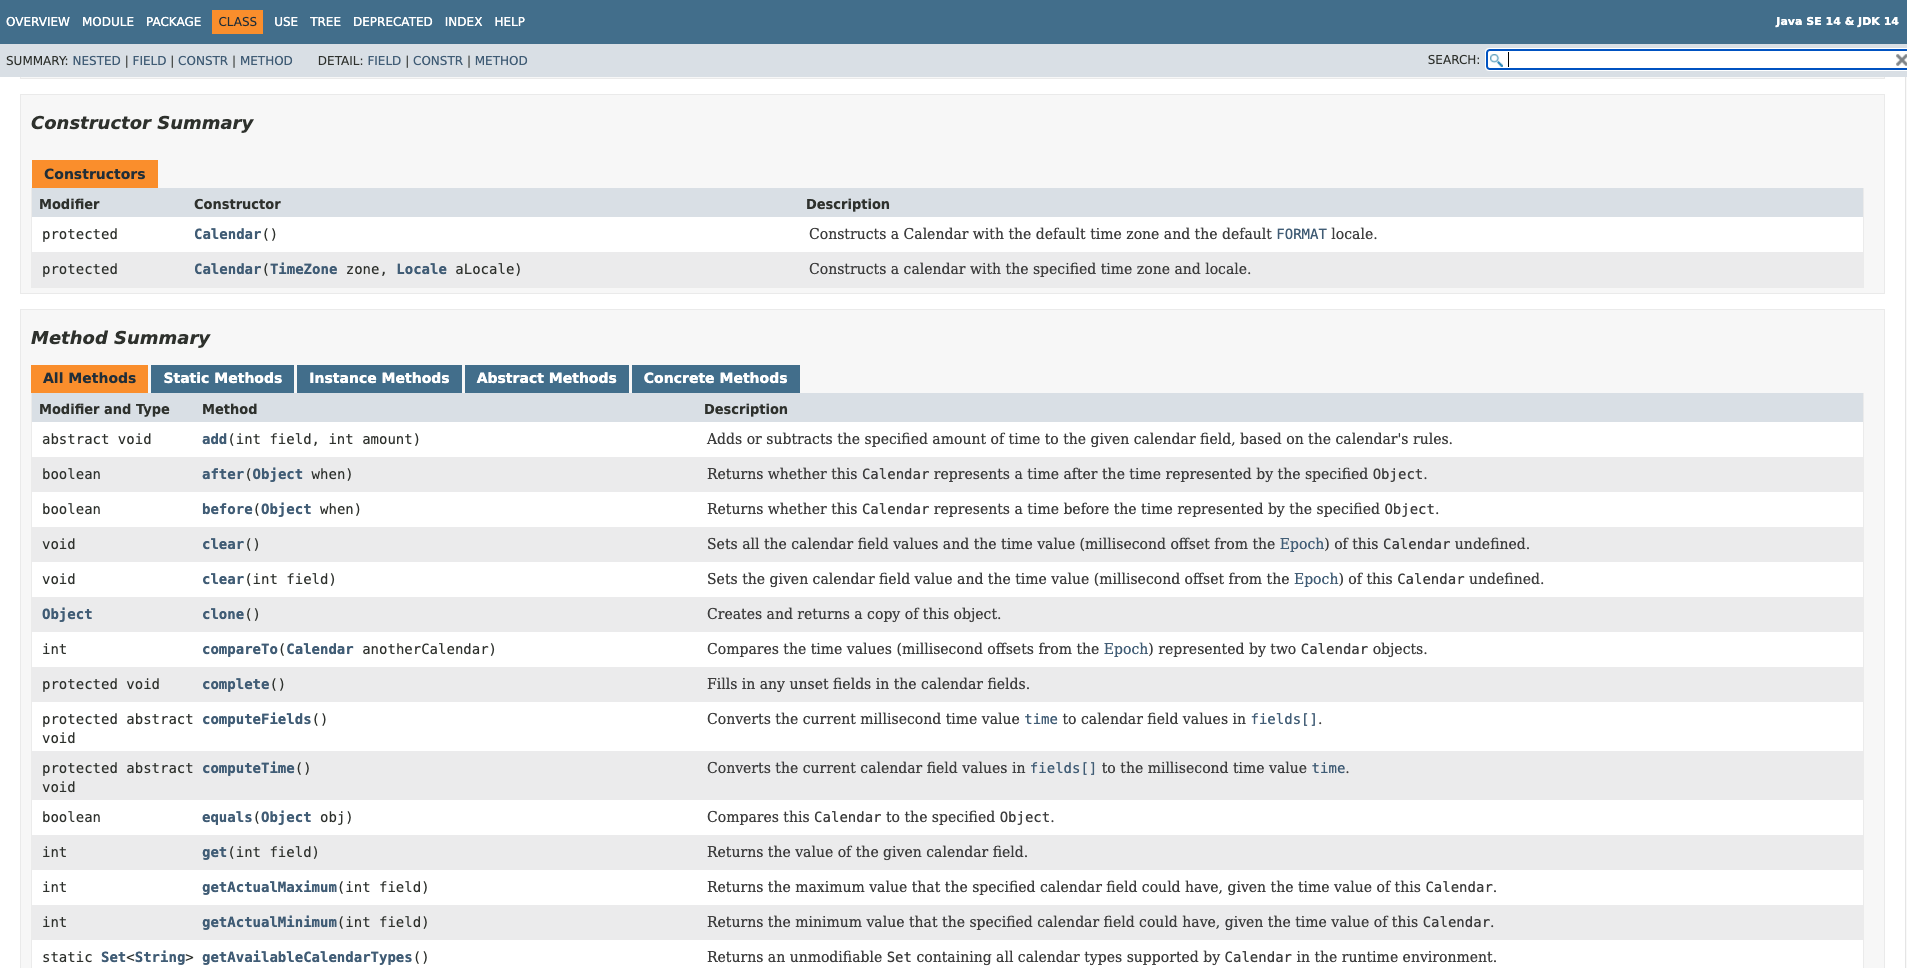 OVERVIEW MODULE PACKAGE CLASS USE TREE DEPRECATED INDEX HELP Java SE 14 & JDK 14
SUMMARY: NESTED | FIELD | CONSTR | METHOD DETAIL: FIELD | CONSTR | METHOD SEARCH:
Constructor Summary
Constructors
Modifier Constructor Description
protected Calendar() Constructs a Calendar with the default time zone and the default FORMAT locale.
protected Calendar(TimeZone zone, Locale aLocale) Constructs a calendar with the specified time zone and locale.
Method Summary
All Methods Static Methods Instance Methods Abstract Methods Concrete Methods
Modifier and Type Method Description
abstract void add(int field, int amount) Adds or subtracts the specified amount of time to the given calendar field, based on the calendar's rules.
boolean after(Object when) Returns whether this Calendar represents a time after the time represented by the specified Object.
boolean before(Object when) Returns whether this Calendar represents a time before the time represented by the specified Object.
void clear() Sets all the calendar field values and the time value (millisecond offset from the Epoch) of this Calendar undefined.
void clear(int field) Sets the given calendar field value and the time value (millisecond offset from the Epoch) of this Calendar undefined.
Object clone() Creates and returns a copy of this object.
int compareTo(Calendar anotherCalendar) Compares the time values (millisecond offsets from the Epoch) represented by two Calendar objects.
protected void complete() Fills in any unset fields in the calendar fields.
protected abstract computeFields() Converts the current millisecond time value time to calendar field values in fields[].
void
protected abstract computeTime() Converts the current calendar field values in fields[] to the millisecond time value time.
void
boolean equals(Object obj) Compares this Calendar to the specified Object.
int get(int field) Returns the value of the given calendar field.
int getActualMaximum(int field) Returns the maximum value that the specified calendar field could have, given the time value of this Calendar.
int getActualMinimum(int field) Returns the minimum value that the specified calendar field could have, given the time value of this Calendar.
static Set<String> getAvailableCalendarTypes() Returns an unmodifiable Set containing all calendar types supported by Calendar in the runtime environment.